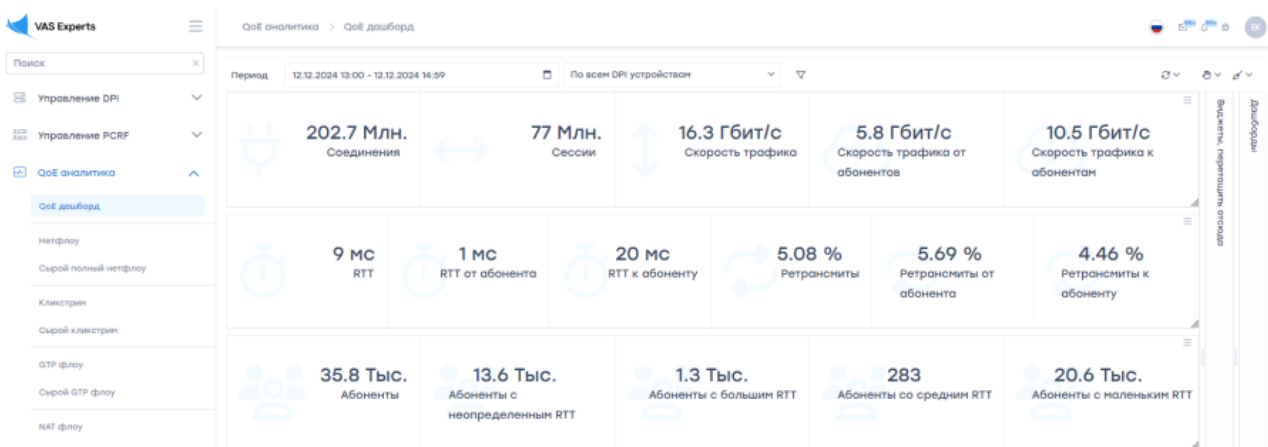 VAS Experts
QoE аналитика > QoE дашборд
EK
Поиск
Период
12.12.2024 13:00 - 12.12.2024 14:59
По всем DPI устройствам
Управление DPI
Управление PCRF
QoE аналитика
QoE дашборд
Нетфлоу
Сырой полный нетфлоу
Кликстрим
Сырой кликстрим
GTP флоу
Сырой GTP флоу
NAT флоу
202.7 Млн.
Соединения
77 Млн.
Сессии
16.3 Гбит/с
Скорость трафика
5.8 Гбит/с
Скорость трафика от
абонентов
10.5 Гбит/с
Скорость трафика к
абонентам
9 мс
RTT
1 мс
RTT от абонента
20 мс
RTT к абоненту
5.08 %
Ретрансмиты
5.69 %
Ретрансмиты от
абонента
4.46 %
Ретрансмиты к
абоненту
35.8 Тыс.
Абоненты
13.6 Тыс.
Абоненты с
неопределенным RTT
1.3 Тыс.
Абоненты с большим RTT
283
Абоненты со средним RTT
20.6 Тыс.
Абоненты с маленьким RTT
Виджеты, перетащить отсюда
Дашборды